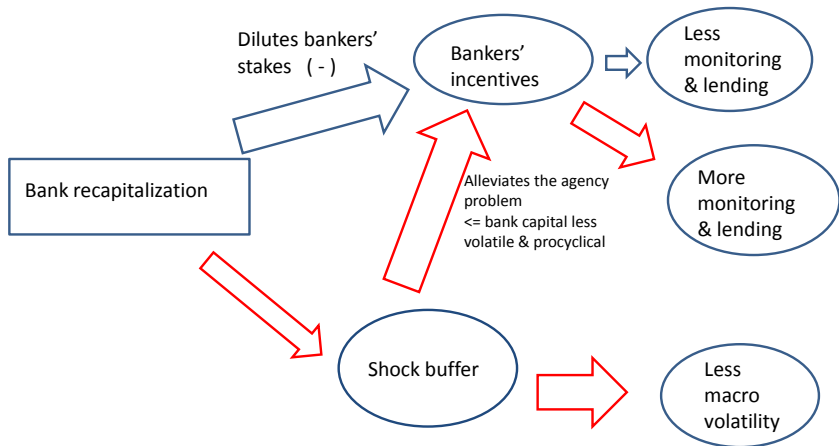 Dilutes bankers'
stakes ( - )
Bankers'
incentives
Less
monitoring
& lending
Bank recapitalization
Alleviates the agency
problem
<= bank capital less
volatile & procyclical
More
monitoring
& lending
Shock buffer
Less
macro
volatility